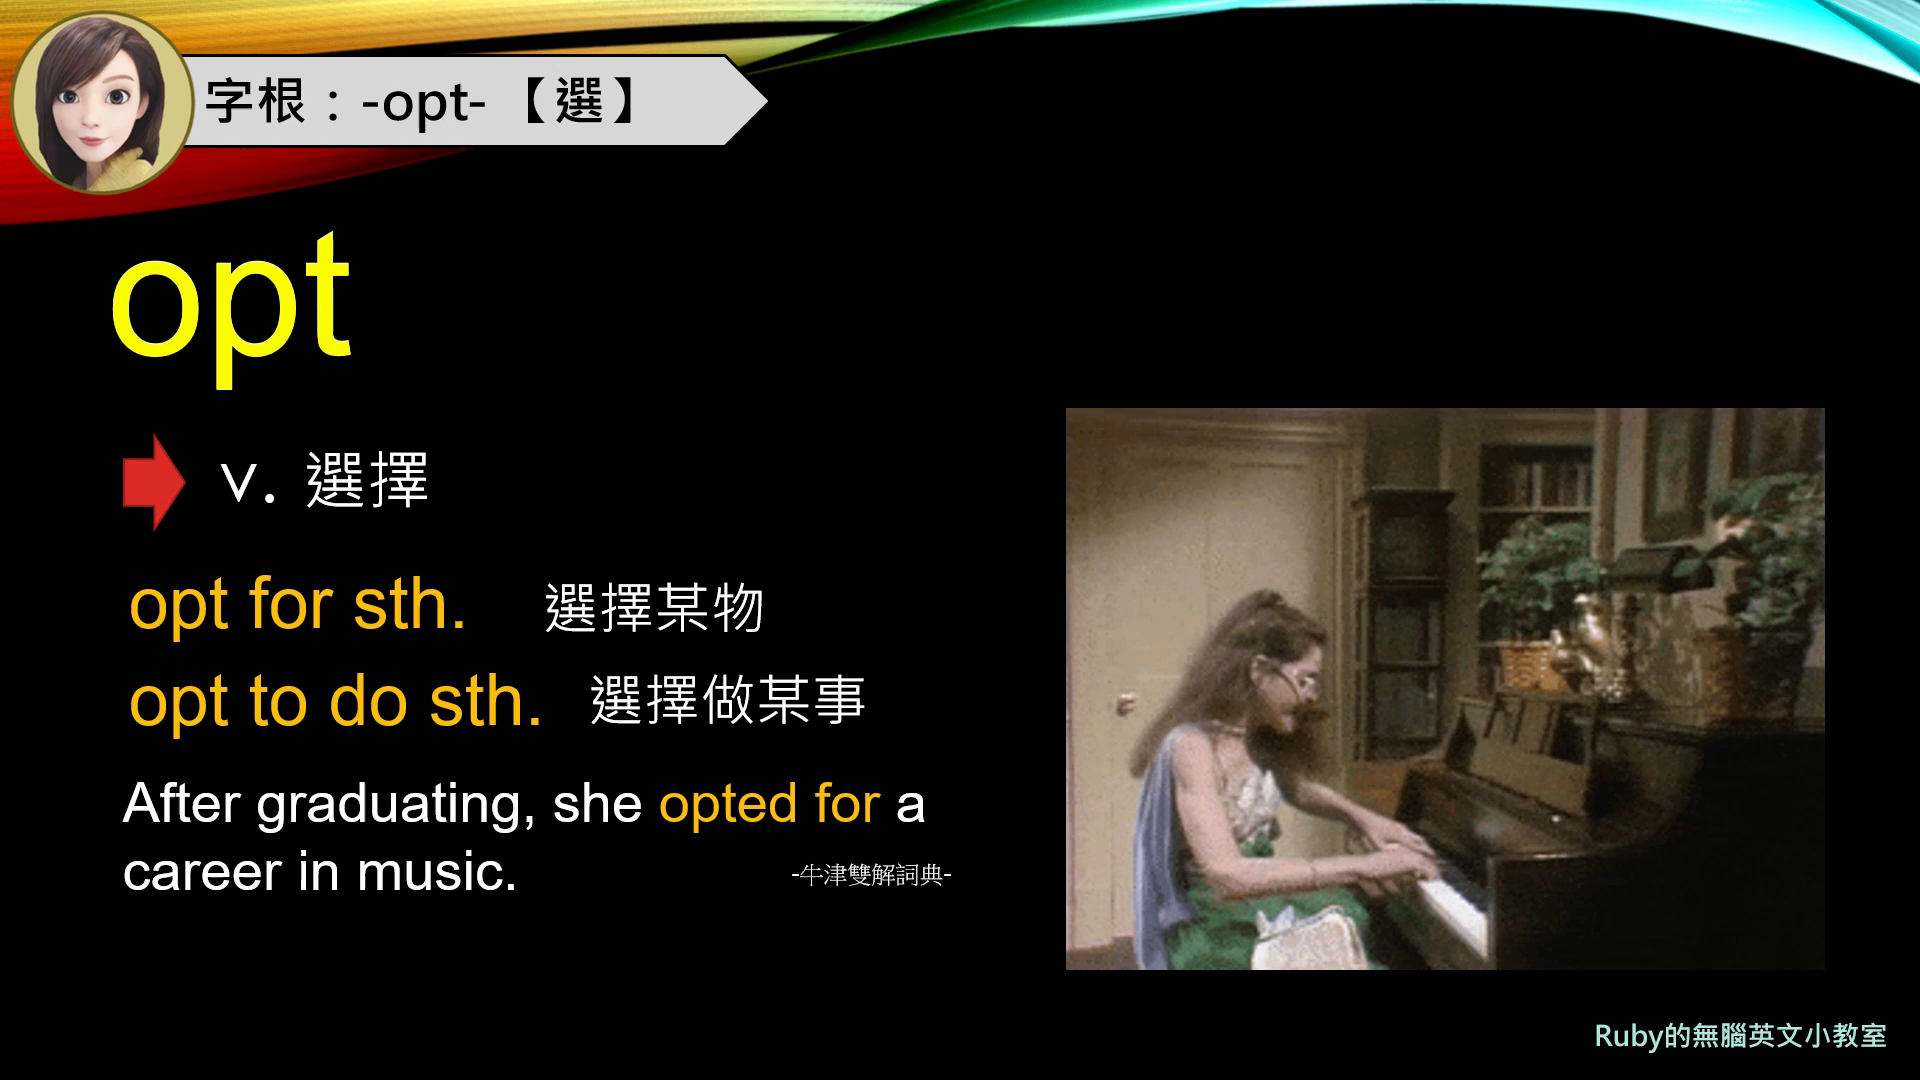 字根：-opt-【選】
opt
v. 選擇
opt for sth. 選擇某物
opt to do sth. 選擇做某事
After graduating, she opted for a
career in music.
-牛津雙解詞典-
Ruby的無腦英文小教室